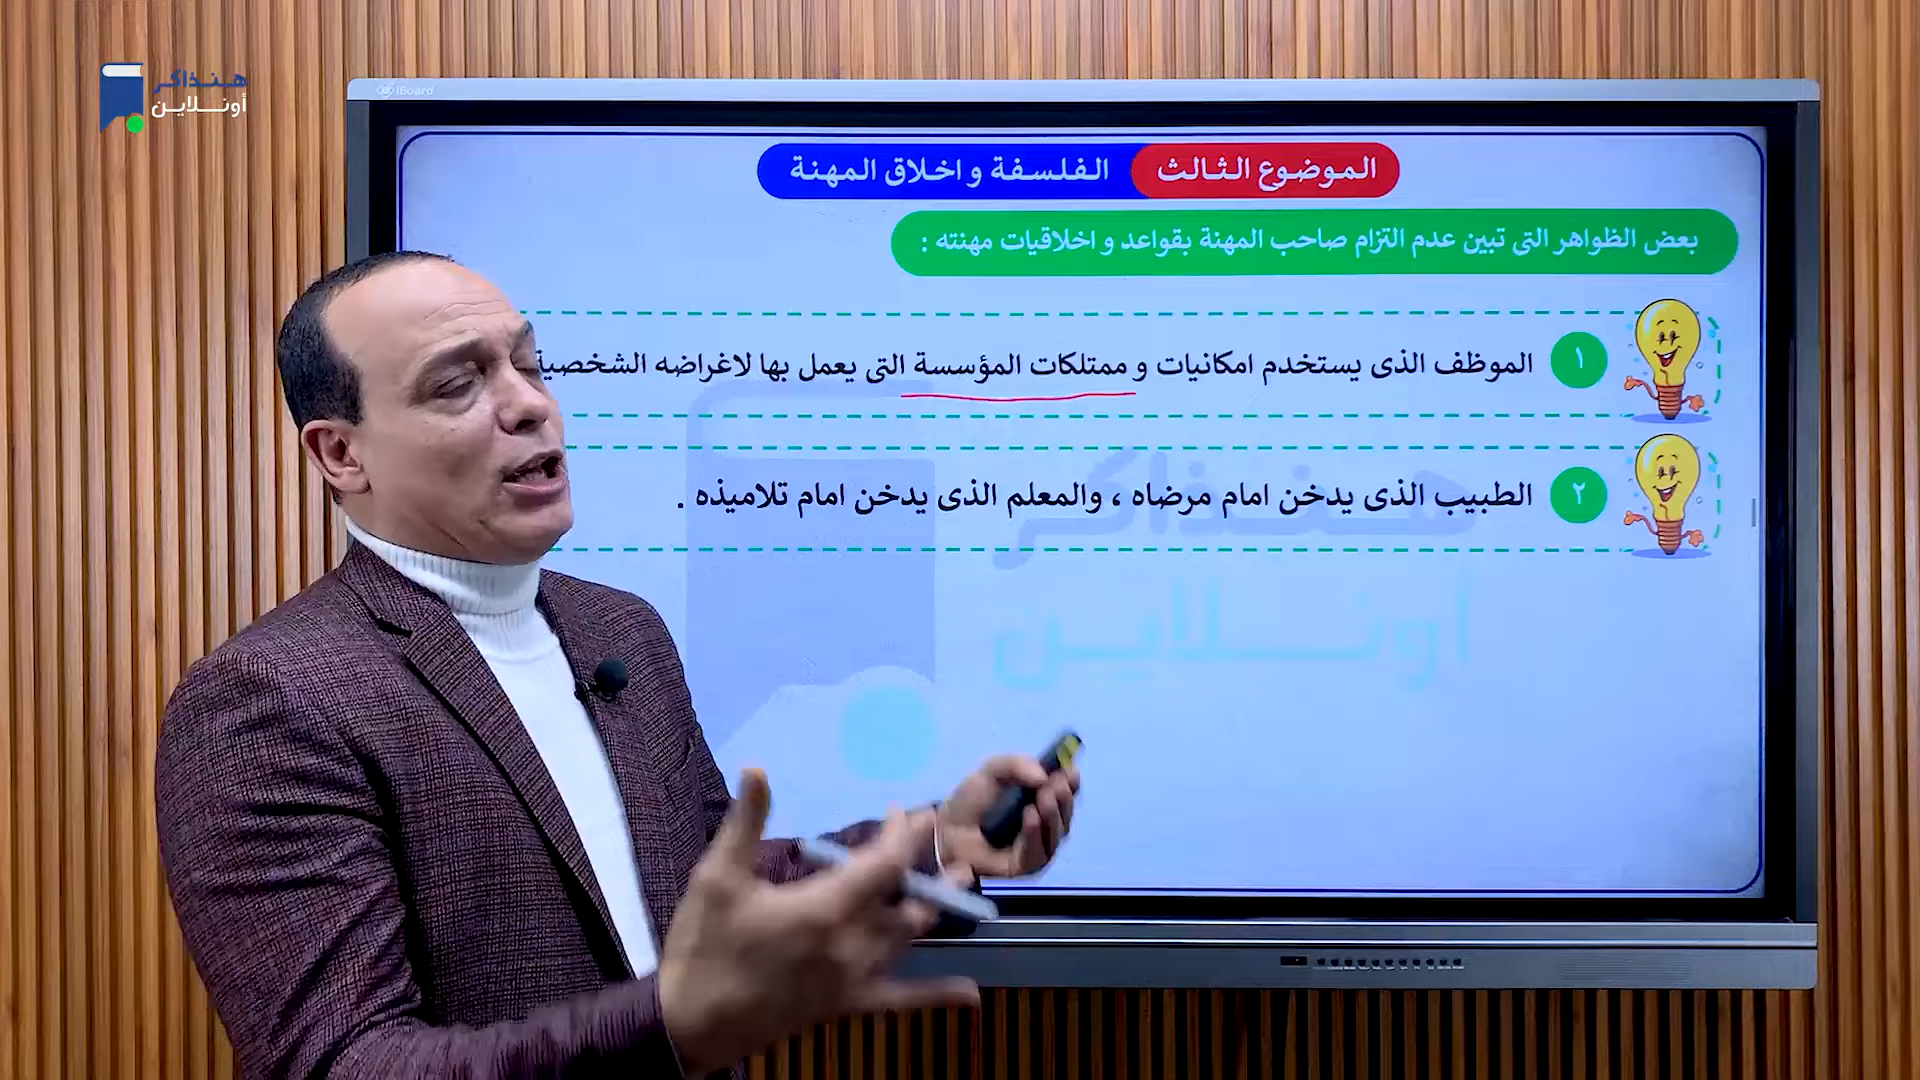 هنذاكر
أونلاين
IBoard
الموضوع الثالث
الفلسفة و اخلاق المهنة
بعض الظواهر التى تبين عدم التزام صاحب المهنة بقواعد و اخلاقيات مهنته :
١ الموظف الذى يستخدم امكانيات و ممتلكات المؤسسة التى يعمل بها لاغراضه الشخصية
٢ الطبيب الذى يدخن امام مرضاه ، والمعلم الذى يدخن امام تلاميذه .
هنذاكر
أونلاين